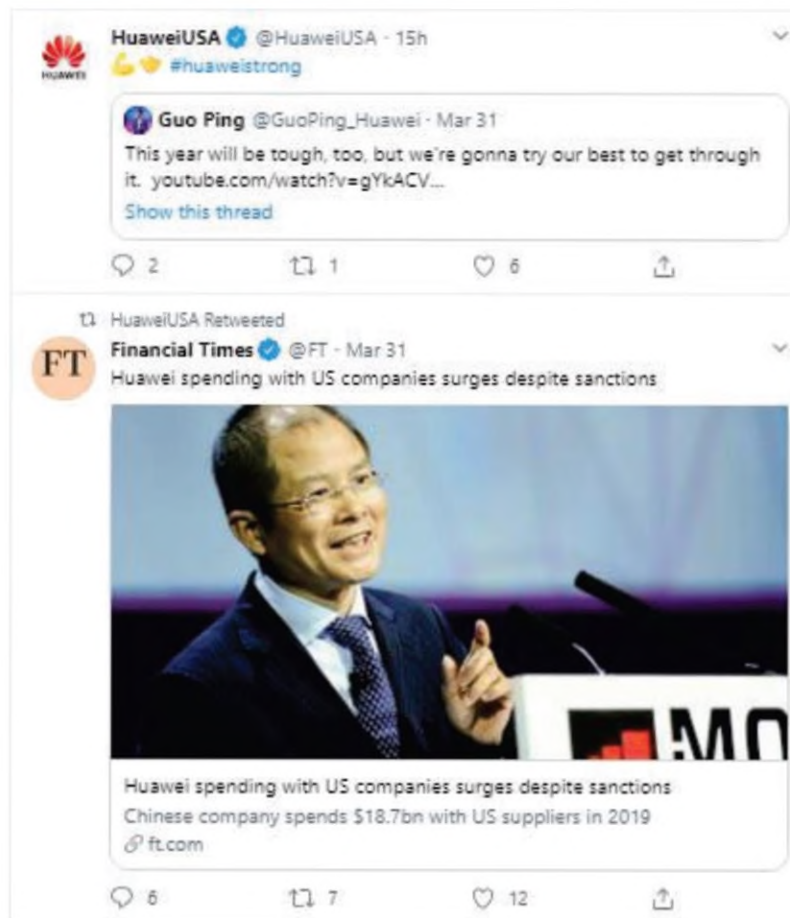 HuaweiUSA @HuaweiUSA · 15h
#huaweistrong
HUAWEI
Guo Ping @GuoPing_Huawei · Mar 31
This year will be tough, too, but we're gonna try our best to get through
it. youtube.com/watch?v=gYkACV...
Show this thread
2 1 6
HuaweiUSA Retweeted
Financial Times @FT · Mar 31
FT
Huawei spending with US companies surges despite sanctions
MO
Huawei spending with US companies surges despite sanctions
Chinese company spends $18.7bn with US suppliers in 2019
ft.com
6 7 12